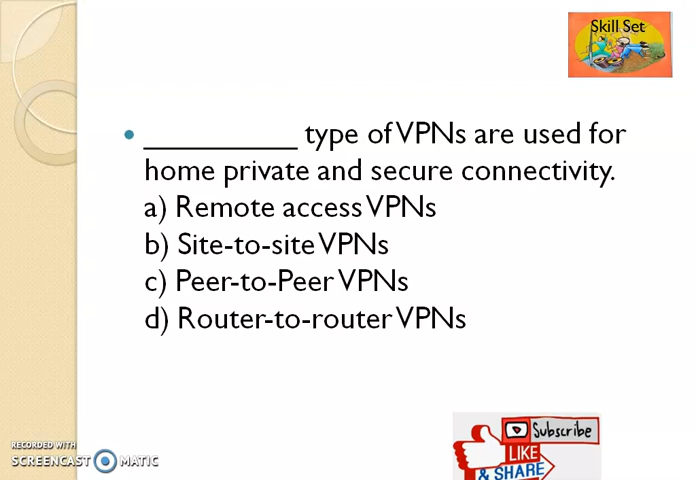 Skill Set
_________ type of VPNs are used for
home private and secure connectivity.
a) Remote access VPNs
b) Site-to-site VPNs
c) Peer-to-Peer VPNs
d) Router-to-router VPNs
Subscribe
LIKE
& SHARE
RECORDED WITH
SCREENCAST MATIC